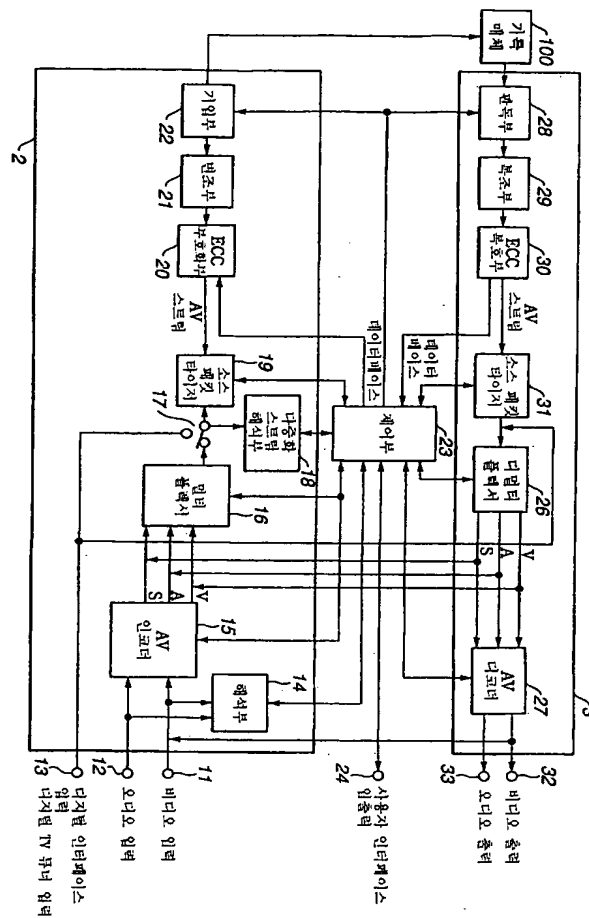 100
기록
매체
3
28
판독부
29
복조부
30
ECC
복호부
AV
스트림
데이터
베이스
31
소스
패킷
타이저
26
디멀티
플렉서
V
A
S
27
AV
디코더
32 비디오 출력
33 오디오 출력
데이터베이스
제어부
23
24 사용자 인터페이스
입출력
2
22
기입부
21
변조부
20
ECC
부호화부
AV
스트림
19
소스
패킷
타이저
17
18
다중화
스트림
해석부
16
멀티
플렉서
V
A
S
15
AV
인코더
14
해석부
11 비디오 입력
12 오디오 입력
13 디지털 인터페이스
입력
디지털 TV 튜너 입력